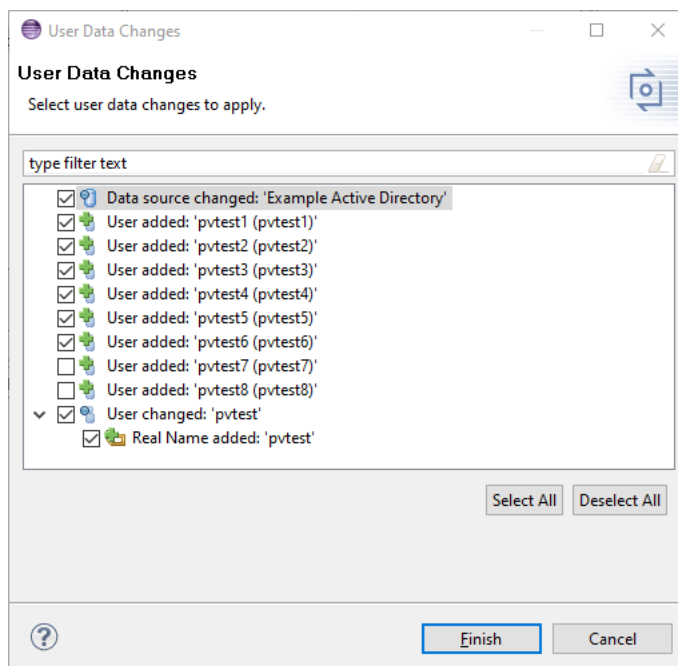 User Data Changes
User Data Changes
Select user data changes to apply.
type filter text
Data source changed: 'Example Active Directory'
User added: 'pvtest1 (pvtest1)'
User added: 'pvtest2 (pvtest2)'
User added: 'pvtest3 (pvtest3)'
User added: 'pvtest4 (pvtest4)'
User added: 'pvtest5 (pvtest5)'
User added: 'pvtest6 (pvtest6)'
User added: 'pvtest7 (pvtest7)'
User added: 'pvtest8 (pvtest8)'
User changed: 'pvtest'
Real Name added: 'pvtest'
Select All Deselect All
? Finish Cancel